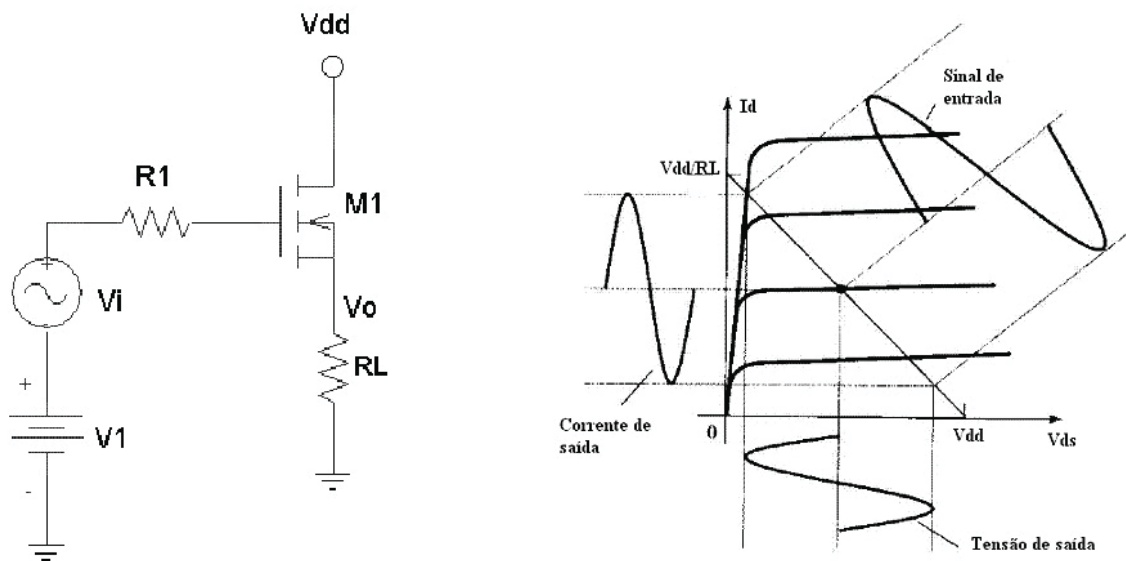 Vdd
R1
M1
Vi
Vo
RL
+
V1
-
Id
Sinal de
entrada
Vdd/RL
Corrente de
saída
0
Vdd
Vds
Tensão de saída